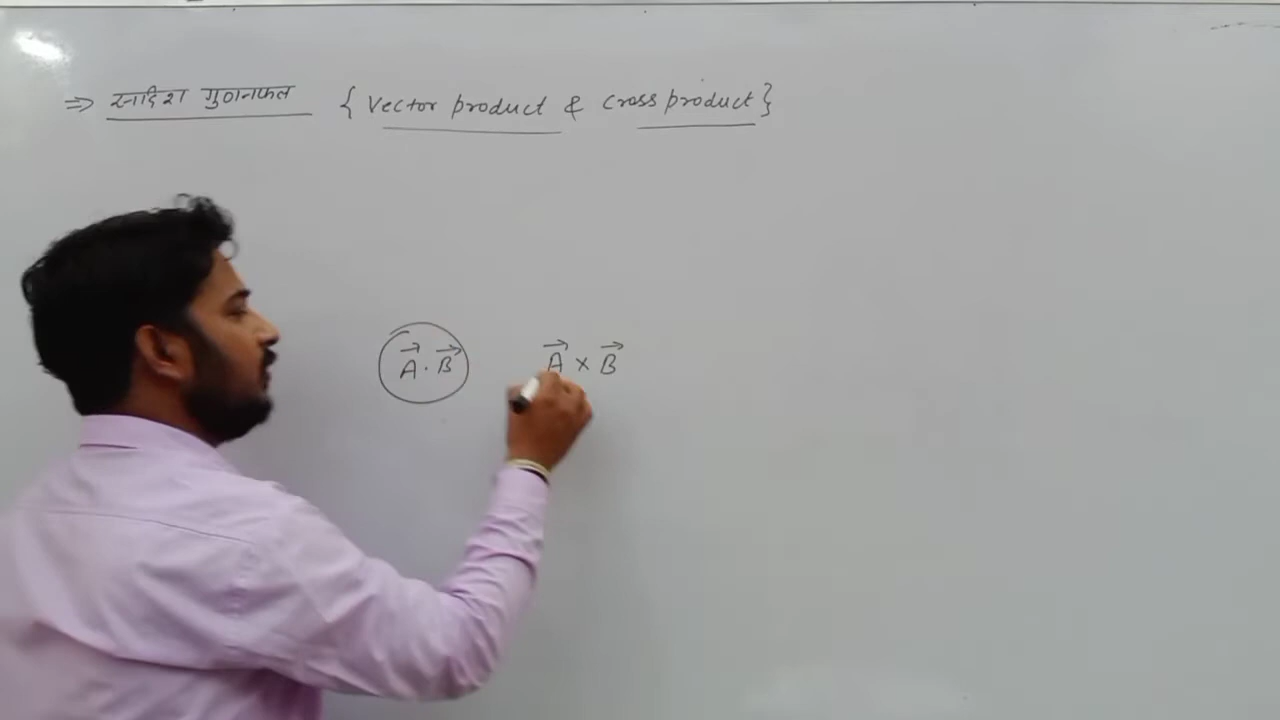 ⇒ सदिश गुणनफल { Vector product & cross product }
A⃗ · B⃗ A⃗ × B⃗